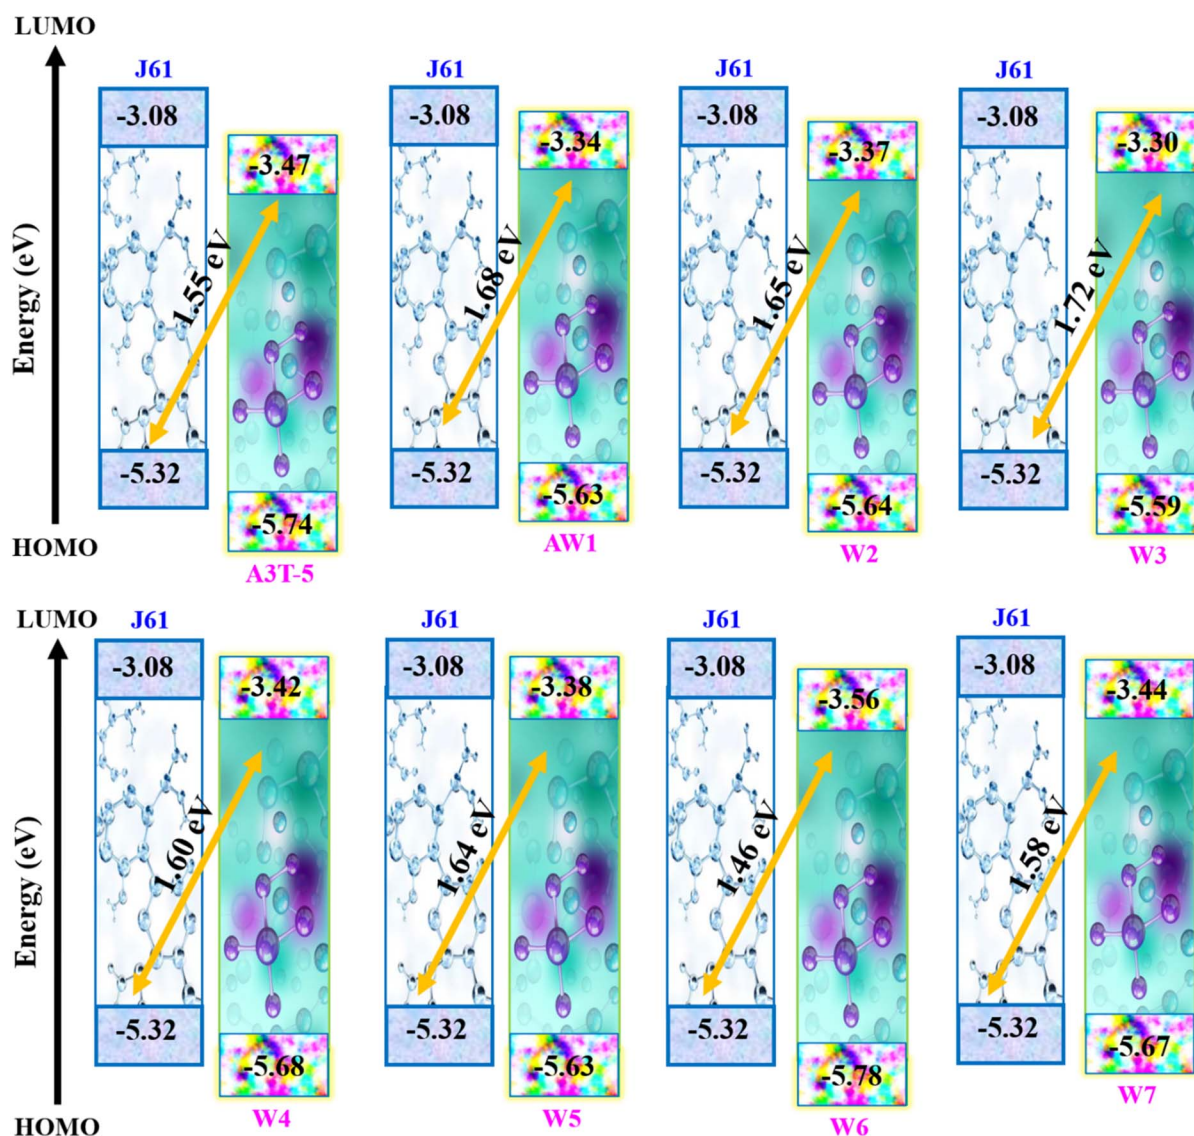 LUMO
J61 J61 J61 J61
-3.08 -3.08 -3.08 -3.08
-3.47 -3.34 -3.37 -3.30
Energy (eV)
1.55 eV 1.68 eV 1.65 eV 1.72 eV
-5.32 -5.32 -5.32 -5.32
-5.74 -5.63 -5.64 -5.59
HOMO
A3T-5 AW1 W2 W3
LUMO
J61 J61 J61 J61
-3.08 -3.08 -3.08 -3.08
-3.42 -3.38 -3.56 -3.44
Energy (eV)
1.60 eV 1.64 eV 1.46 eV 1.58 eV
-5.32 -5.32 -5.32 -5.32
-5.68 -5.63 -5.78 -5.67
HOMO
W4 W5 W6 W7